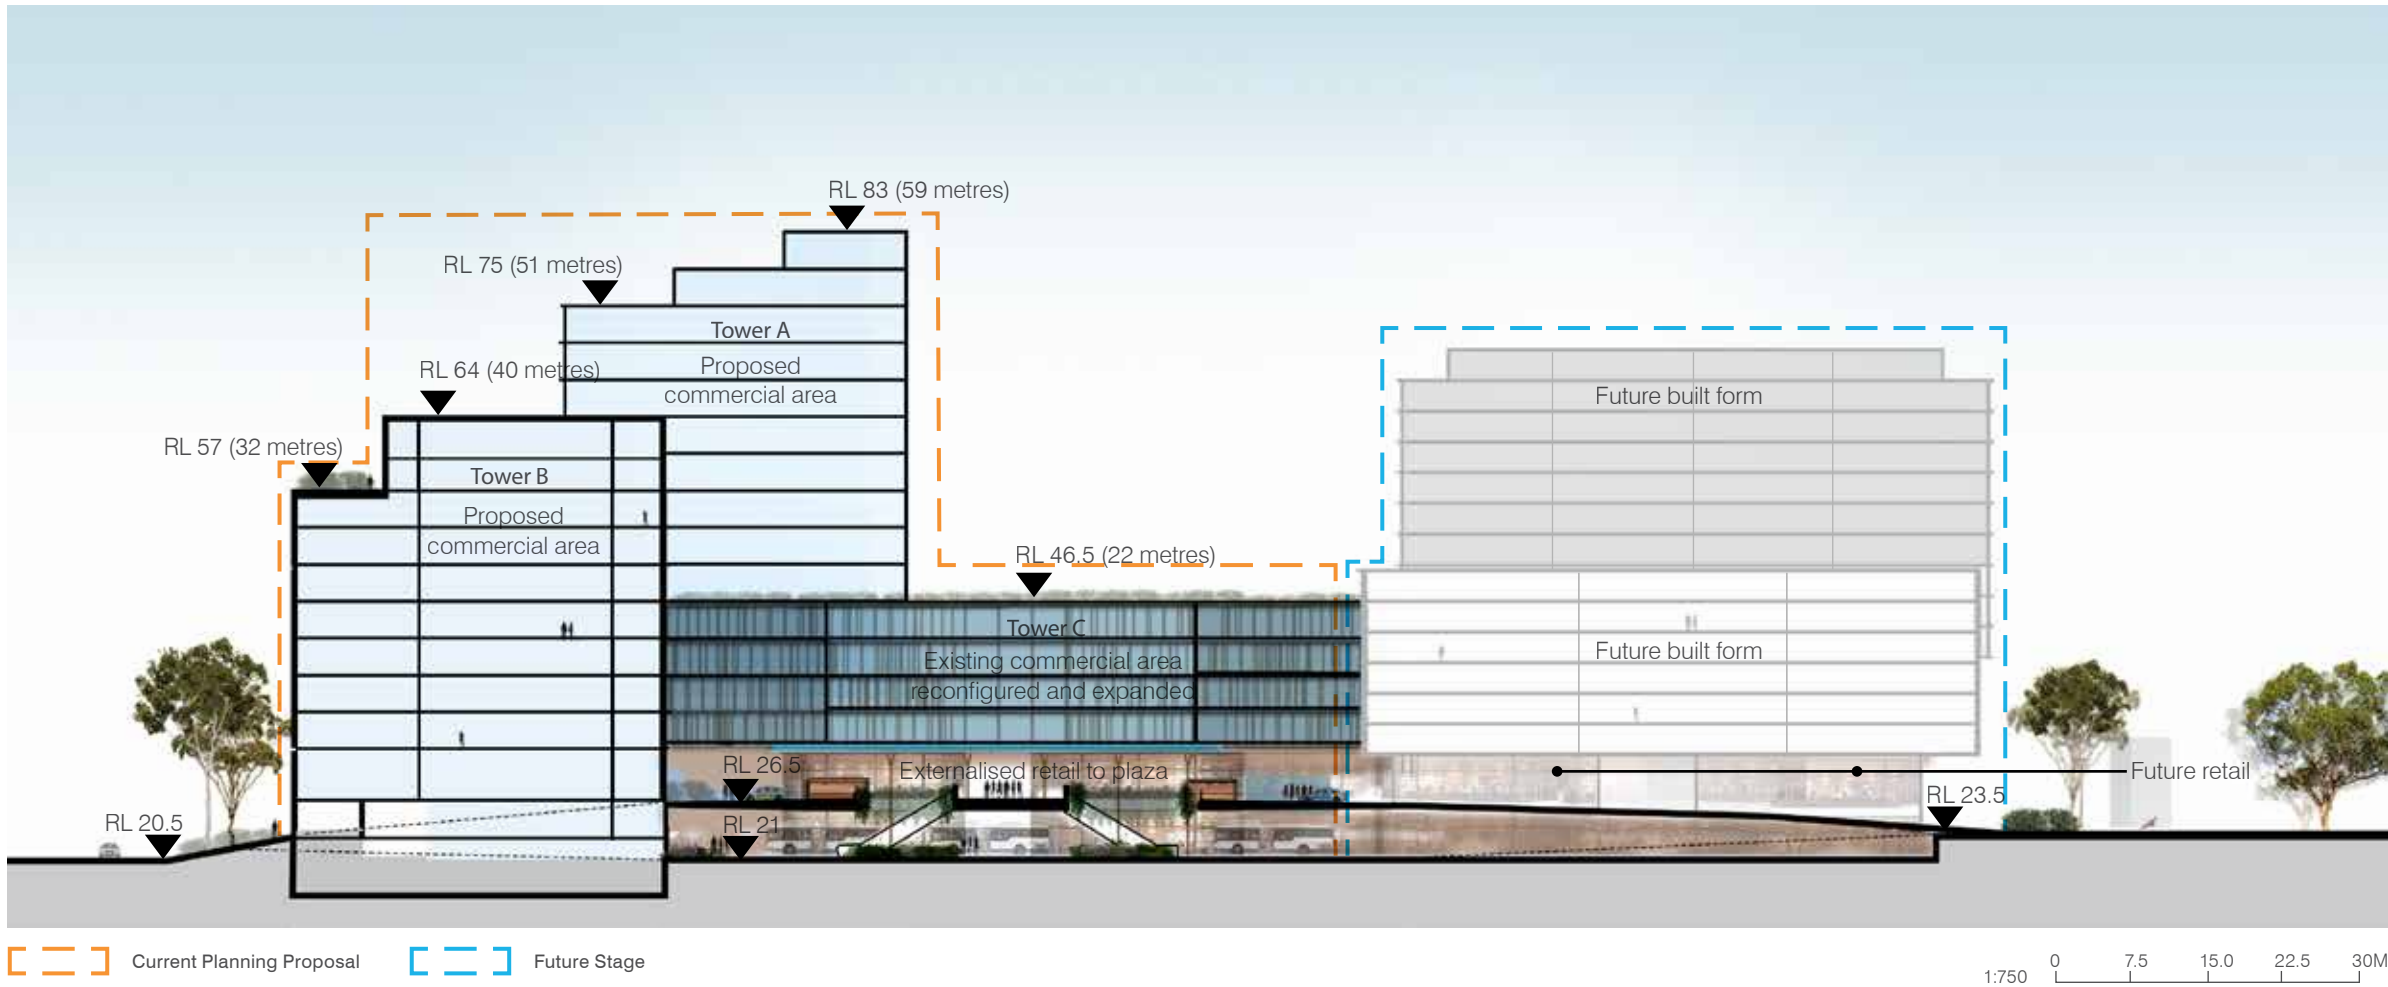 RL 83 (59 metres)
RL 75 (51 metres)
Tower A
Proposed
commercial area
RL 64 (40 metres)
RL 57 (32 metres)
Tower B
Proposed
commercial area
RL 46.5 (22 metres)
Tower C
Existing commercial area
reconfigured and expanded
Future built form
Future built form
RL 26.5
Externalised retail to plaza
Future retail
RL 23.5
RL 20.5
RL 21
Current Planning Proposal
Future Stage
1:750
0 7.5 15.0 22.5 30M